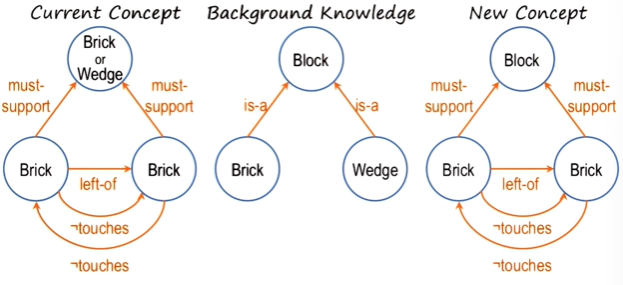 Current Concept
Background Knowledge
New Concept
Brick
or
Wedge
must-
support
must-
support
Brick
Brick
left-of
¬touches
¬touches
Block
is-a
is-a
Brick
Wedge
Block
must-
support
must-
support
Brick
Brick
left-of
¬touches
¬touches